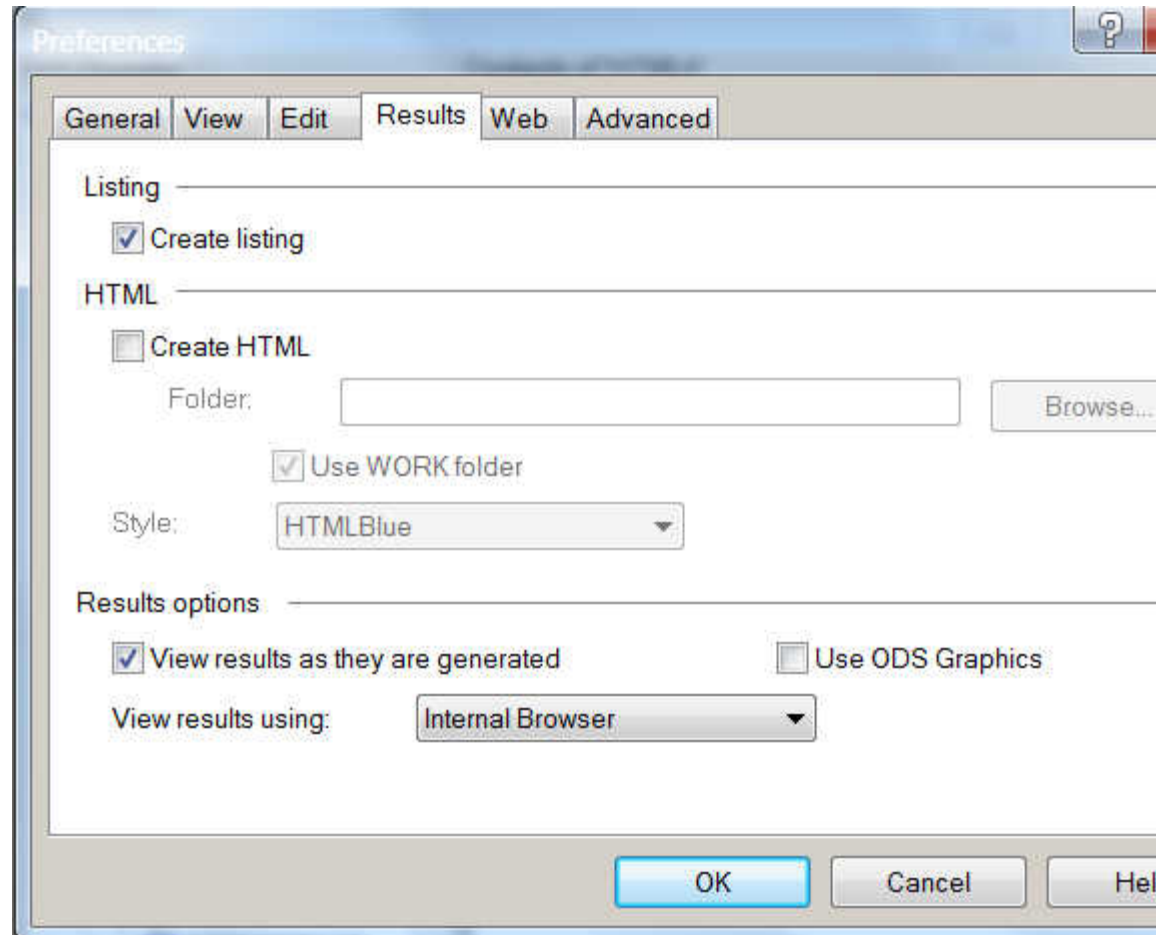 Preferences
General View Edit Results Web Advanced
Listing
Create listing
HTML
Create HTML
Folder:
Browse...
Use WORK folder
Style: HTMLBlue
Results options
View results as they are generated Use ODS Graphics
View results using: Internal Browser
OK Cancel Hel